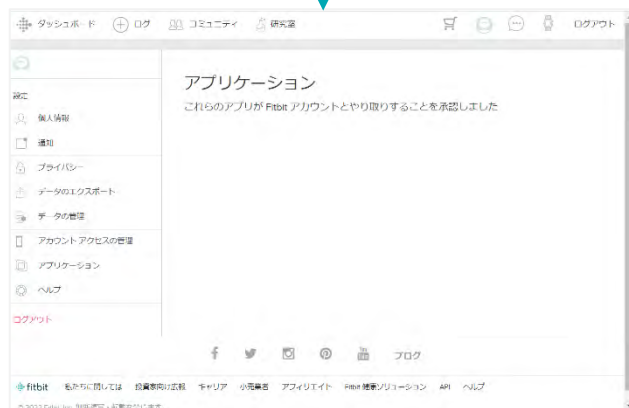 ダッシュボード ログ コミュニティ 研究室 ログアウト
アプリケーション
これらのアプリが Fitbit アカウントとやり取りすることを承認しました
設定
個人情報
通知
プライバシー
データのエクスポート
データの管理
アカウント アクセスの管理
アプリケーション
ヘルプ
ログアウト
You Tube
ブログ
fitbit 私たちに関しては 投資家向け広報 キャリア 小売業者 アフィリエイト Fitbit 健康ソリューション API ヘルプ